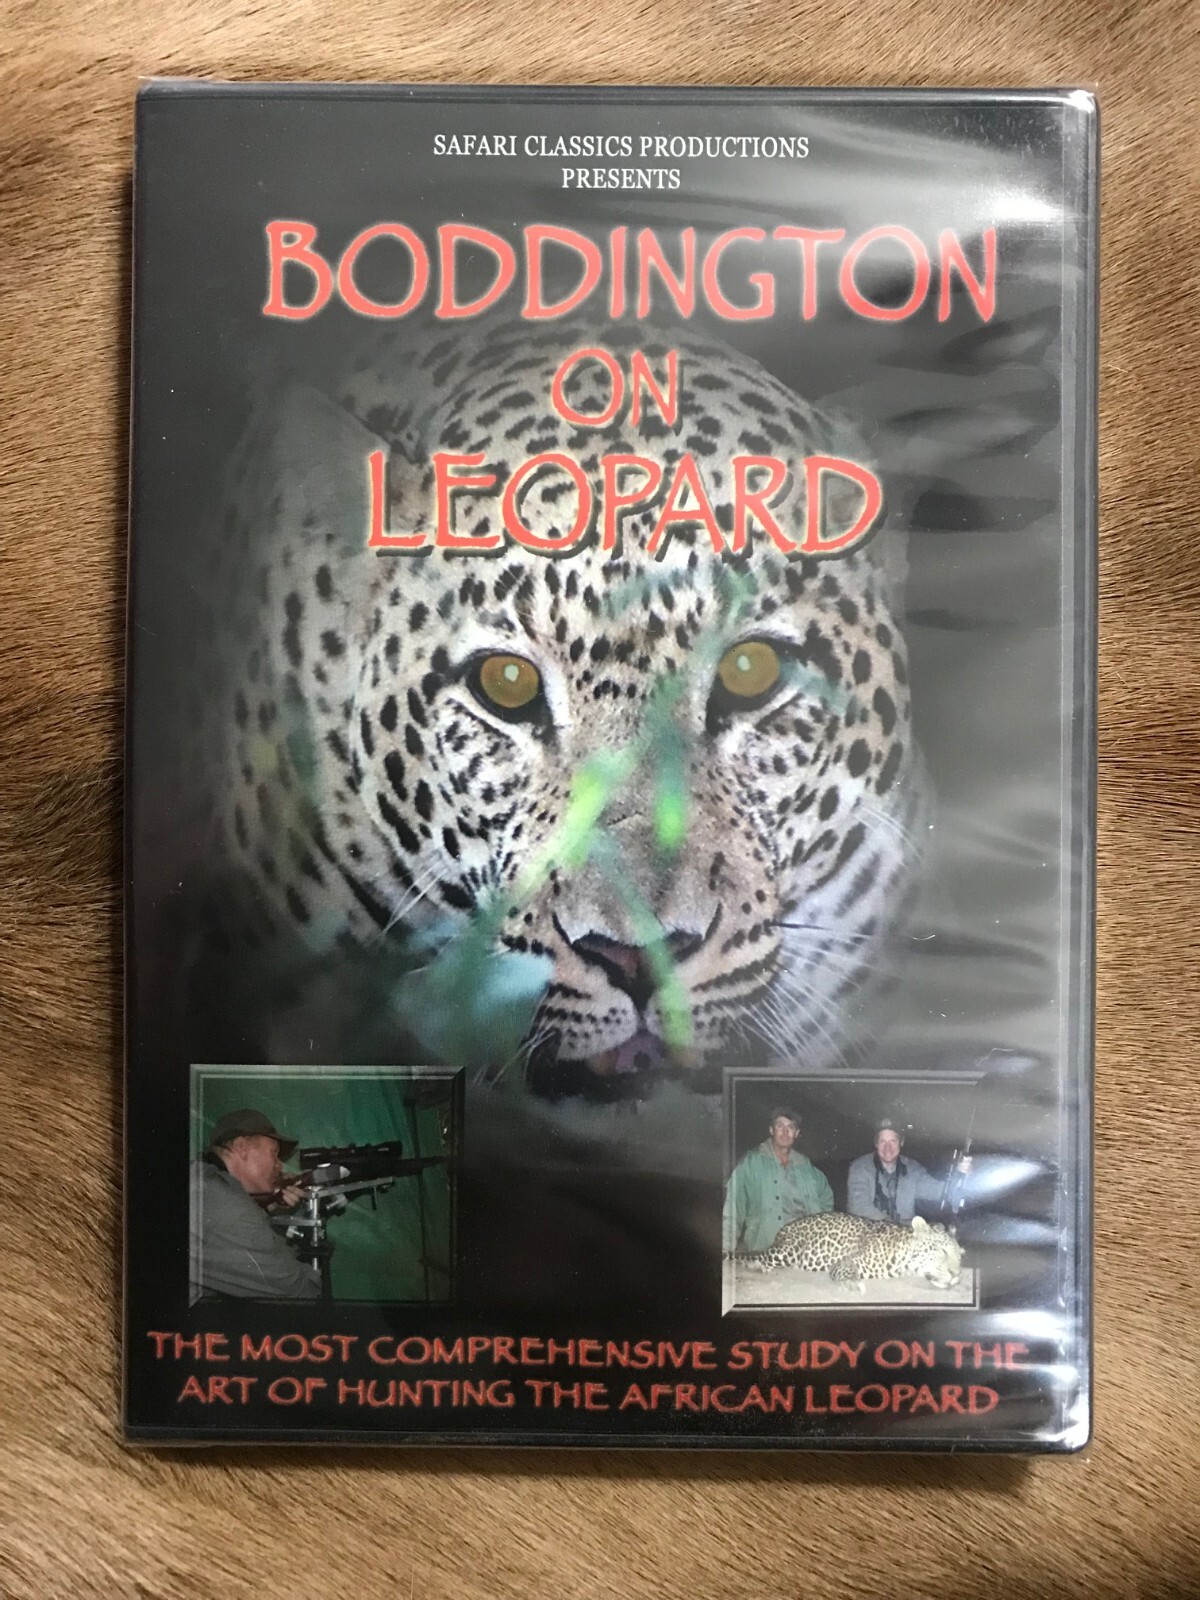 SAFARI CLASSICS PRODUCTIONS
PRESENTS
BODDINGTON
ON
LEOPARD
THE MOST COMPREHENSIVE STUDY ON THE
ART OF HUNTING THE AFRICAN LEOPARD